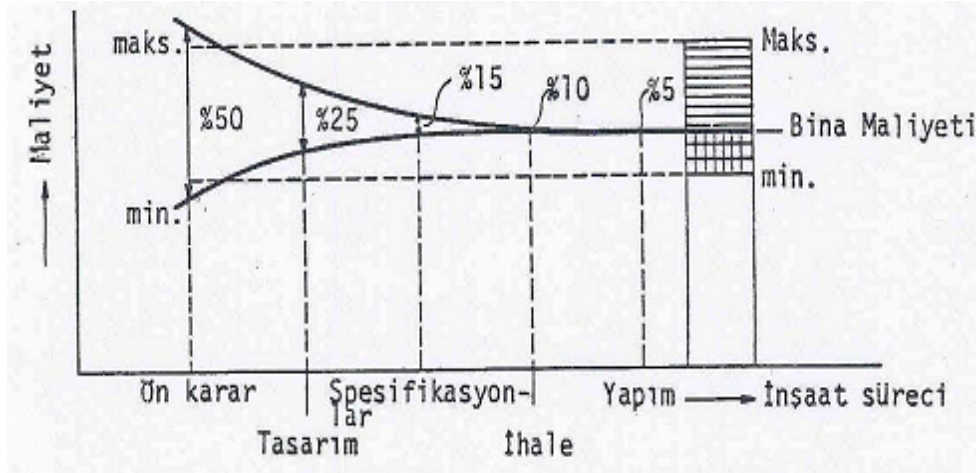 Maliyet
maks.
Maks.
%15
%10
%5
%50
%25
Bina Maliyeti
min.
min.
Ön karar
Spesifikasyon-
lar
Yapım
İnşaat süreci
Tasarım
İhale